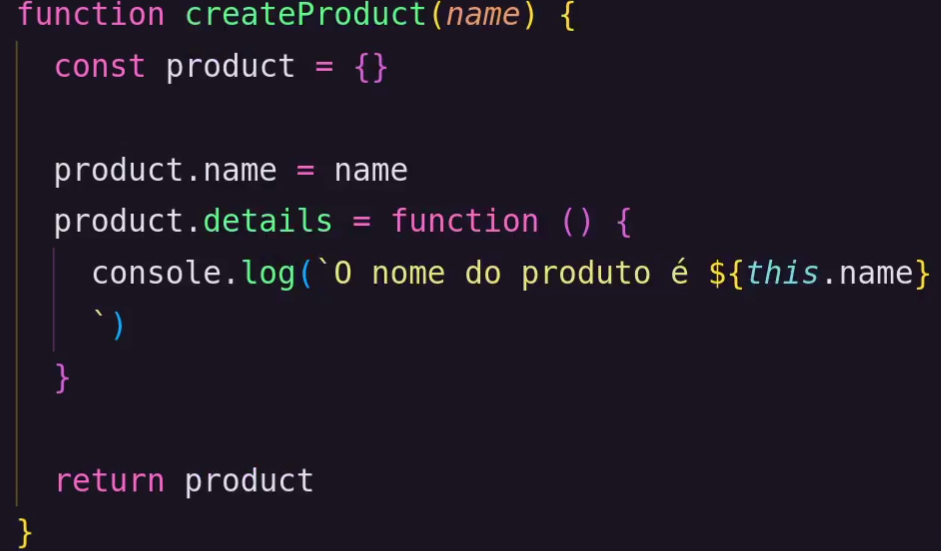 function createProduct(name) {
  const product = {}

  product.name = name
  product.details = function () {
    console.log(`O nome do produto é ${this.name}
    `)
  }

  return product
}